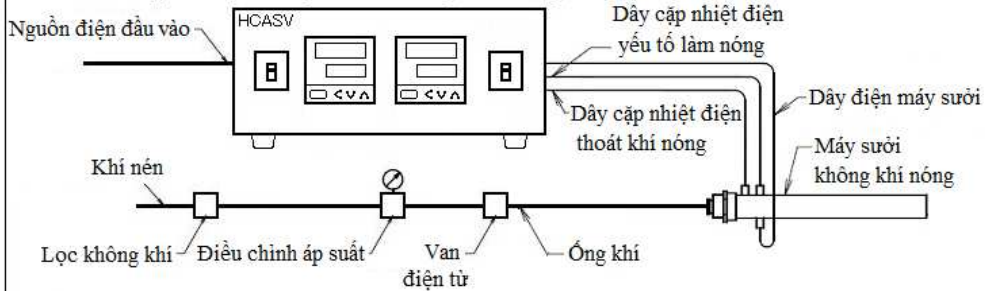 Nguồn điện đầu vào
HCASV
Dây cặp nhiệt điện
yếu tố làm nóng
Dây cặp nhiệt điện
thoát khí nóng
Dây điện máy sưởi
Máy sưởi
không khí nóng
Khí nén
Lọc không khí
Điều chỉnh áp suất
Van
điện từ
Ống khí